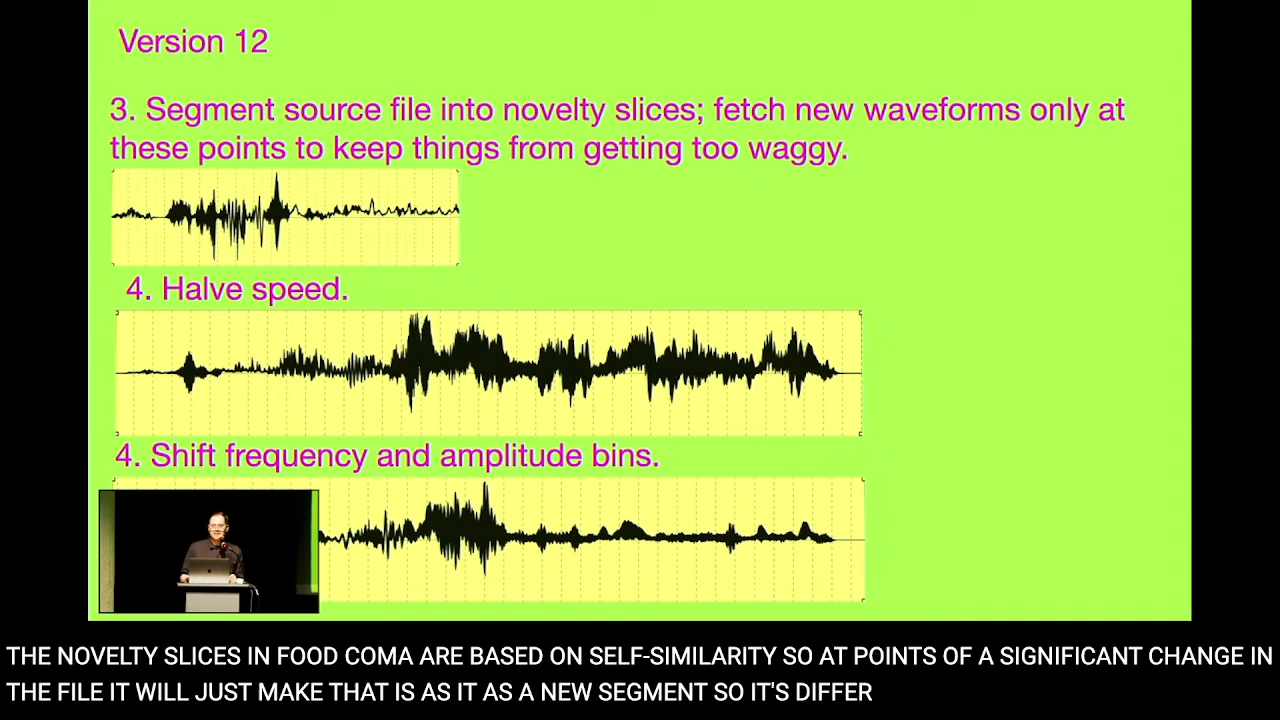 Version 12
3. Segment source file into novelty slices; fetch new waveforms only at
these points to keep things from getting too waggy.
4. Halve speed.
4. Shift frequency and amplitude bins.
THE NOVELTY SLICES IN FOOD COMA ARE BASED ON SELF-SIMILARITY SO AT POINTS OF A SIGNIFICANT CHANGE IN
THE FILE IT WILL JUST MAKE THAT IS AS IT AS A NEW SEGMENT SO IT'S DIFFER